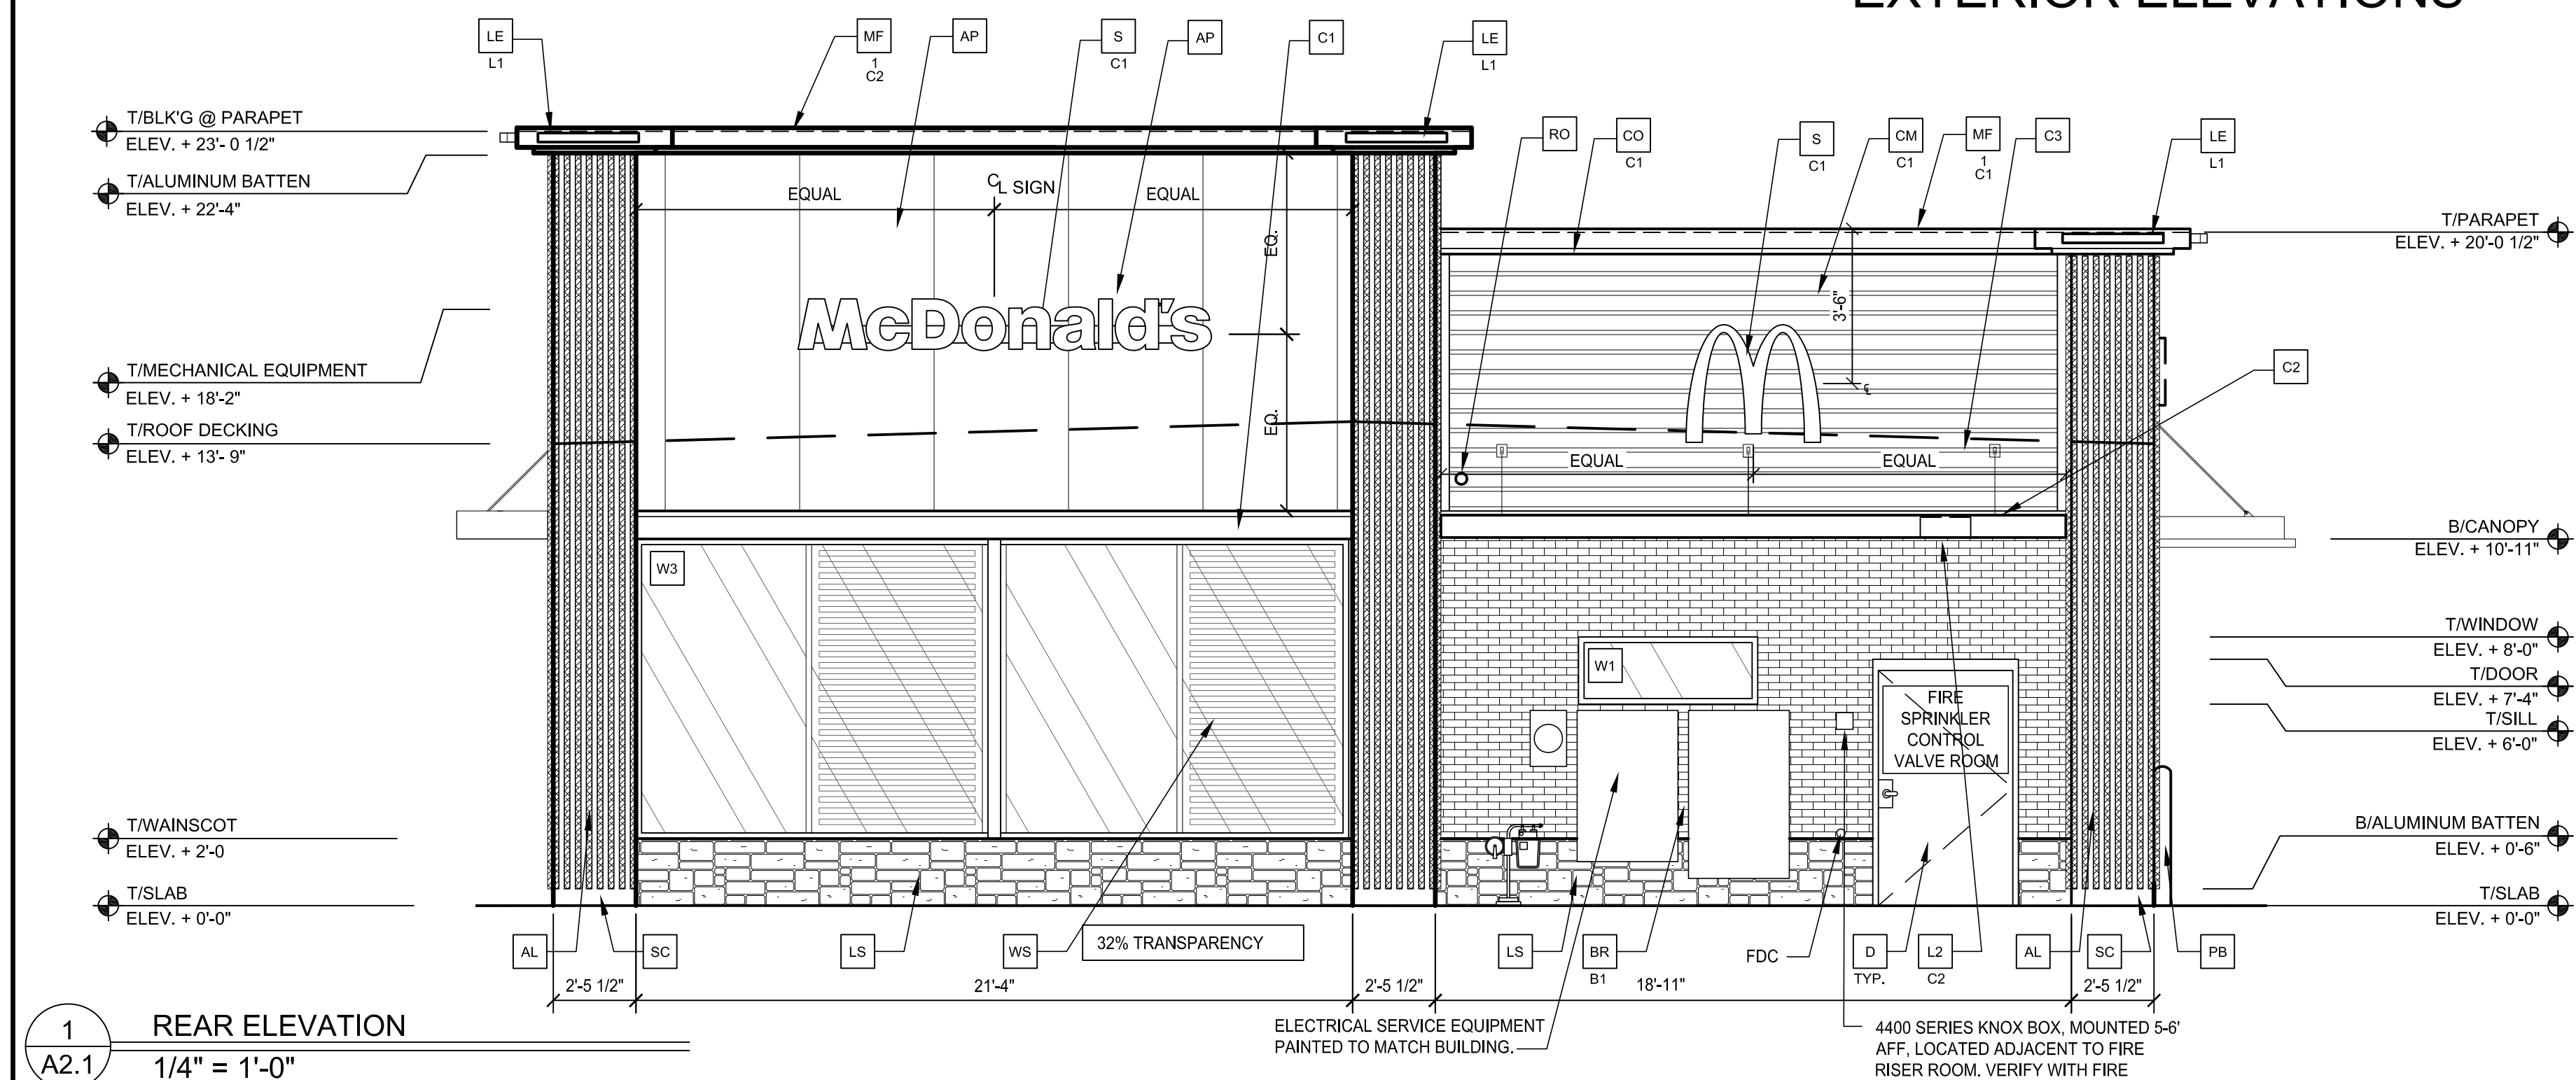 EXTERIOR ELEVATIONS
LE
L1
MF
1
C2
AP
S
C1
AP
C1
LE
L1
RO
CO
C1
S
C1
CM
C1
MF
1
C1
C3
LE
L1
T/BLK'G @ PARAPET
ELEV. + 23'- 0 1/2"
T/ALUMINUM BATTEN
ELEV. + 22'-4"
T/MECHANICAL EQUIPMENT
ELEV. + 18'-2"
T/ROOF DECKING
ELEV. + 13'- 9"
T/WAINSCOT
ELEV. + 2'-0
T/SLAB
ELEV. + 0'-0"
EQUAL
CL SIGN
EQUAL
EQ.
EQ.
McDonald's
3'-6"
CL
EQUAL
EQUAL
C2
T/PARAPET
ELEV. + 20'-0 1/2"
B/CANOPY
ELEV. + 10'-11"
T/WINDOW
ELEV. + 8'-0"
T/DOOR
ELEV. + 7'-4"
T/SILL
ELEV. + 6'-0"
B/ALUMINUM BATTEN
ELEV. + 0'-6"
T/SLAB
ELEV. + 0'-0"
W3
W1
FIRE
SPRINKLER
CONTROL
VALVE ROOM
AL
SC
LS
WS
32% TRANSPARENCY
LS
BR
B1
FDC
D
TYP.
L2
C2
AL
SC
PB
2'-5 1/2"
21'-4"
2'-5 1/2"
18'-11"
2'-5 1/2"
ELECTRICAL SERVICE EQUIPMENT
PAINTED TO MATCH BUILDING.
4400 SERIES KNOX BOX, MOUNTED 5-6'
AFF, LOCATED ADJACENT TO FIRE
RISER ROOM. VERIFY WITH FIRE
1
A2.1
REAR ELEVATION
1/4" = 1'-0"